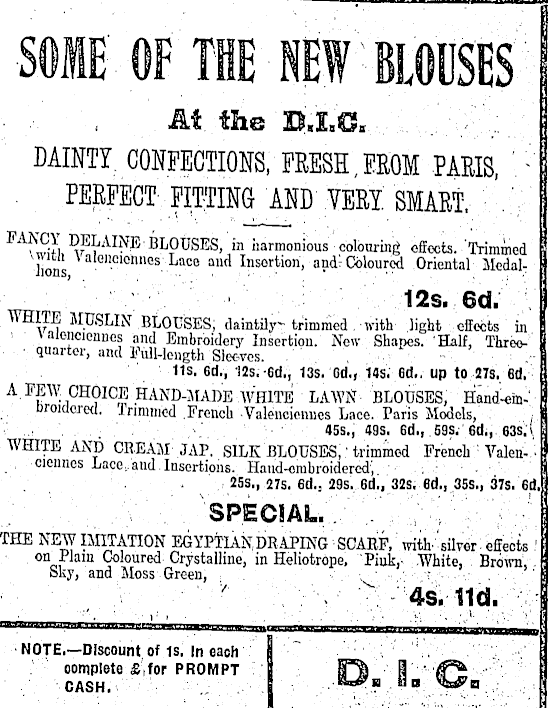 SOME OF THE NEW BLOUSES
At the D.I.C.
DAINTY CONFECTIONS, FRESH FROM PARIS,
PERFECT FITTING AND VERY SMART.
FANCY DELAINE BLOUSES, in harmonious colouring effects. Trimmed
with Valenciennes Lace and Insertion, and Coloured Oriental Medal-
lions,
12s. 6d.
WHITE MUSLIN BLOUSES, daintily trimmed with light effects in
Valenciennes and Embroidery Insertion. New Shapes. Half, Three-
quarter, and Full-length Sleeves.
11s. 6d., 12s. 6d., 13s. 6d., 14s. 6d. up to 27s. 6d.
A FEW CHOICE HAND-MADE WHITE LAWN BLOUSES, Hand-em-
broidered. Trimmed French Valenciennes Lace. Paris Models,
45s., 49s. 6d., 59s. 6d., 63s.
WHITE AND CREAM JAP. SILK BLOUSES, trimmed French Valen-
ciennes Lace and Insertions. Hand-embroidered,
25s., 27s. 6d., 29s. 6d., 32s. 6d., 35s., 37s. 6d.
SPECIAL.
THE NEW IMITATION EGYPTIAN DRAPING SCARF, with silver effects
on Plain Coloured Crystalline, in Heliotrope, Pink, White, Brown,
Sky, and Moss Green,
4s. 11d.
NOTE.—Discount of 1s. in each
complete £ for PROMPT
CASH.
D. I. C.